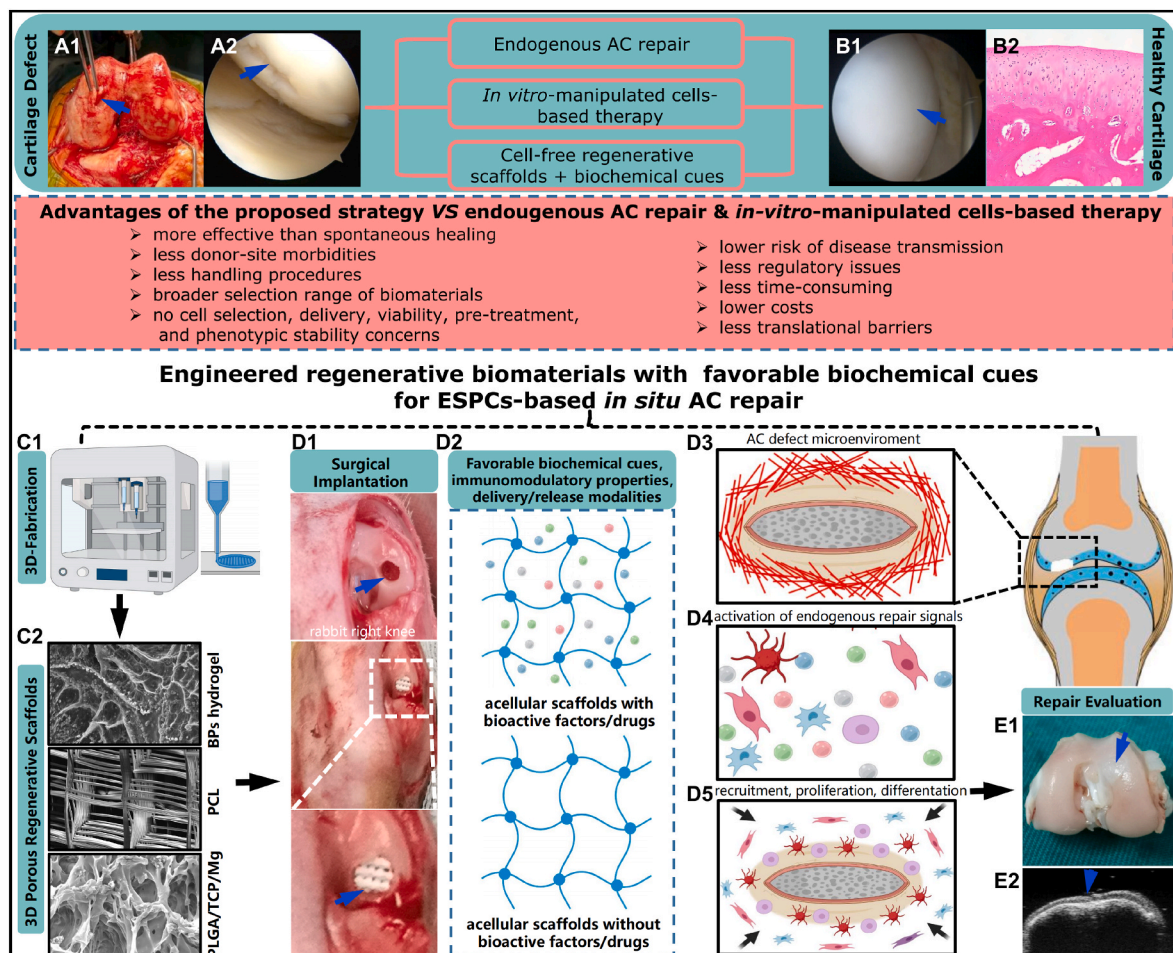 Cartilage Defect
A1
A2
Endogenous AC repair
In vitro-manipulated cells-
based therapy
Cell-free regenerative
scaffolds + biochemical cues
B1
B2
Healthy Cartilage
Advantages of the proposed strategy VS endougenous AC repair & in-vitro-manipulated cells-based therapy
➢ more effective than spontaneous healing
➢ less donor-site morbidities
➢ less handling procedures
➢ broader selection range of biomaterials
➢ no cell selection, delivery, viability, pre-treatment,
and phenotypic stability concerns
➢ lower risk of disease transmission
➢ less regulatory issues
➢ less time-consuming
➢ lower costs
➢ less translational barriers
Engineered regenerative biomaterials with favorable biochemical cues
for ESPCs-based in situ AC repair
C1
3D-Fabrication
C2
3D Porous Regenerative Scaffolds
BPs hydrogel
PCL
PLGA/TCP/Mg
D1
Surgical
Implantation
rabbit right knee
D2
Favorable biochemical cues,
immunomodulatory properties,
delivery/release modalities
acellular scaffolds with
bioactive factors/drugs
acellular scaffolds without
bioactive factors/drugs
D3
AC defect microenviroment
D4
activation of endogenous repair signals
D5
recruitment, proliferation, differentation
Repair Evaluation
E1
E2